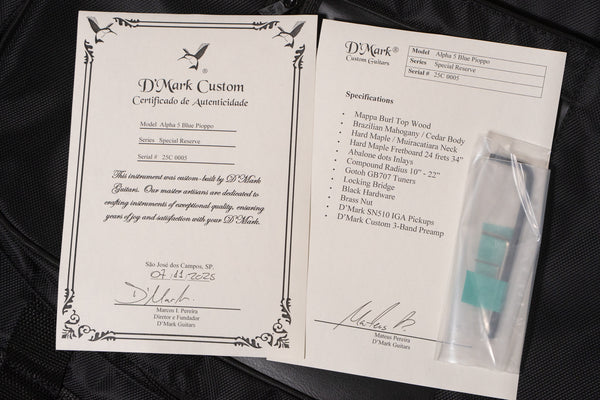 ®
D'Mark Custom
Certificado de Autenticidade
Model Alpha 5 Blue Pioppo
Series Special Reserve
Serial # 25C 0005
This instrument was custom-built by D'Mark
Guitars. Our master artisans are dedicated to
crafting instruments of exceptional quality, ensuring
years of joy and satisfaction with your D'Mark.
São José dos Campos, SP.
07.11.2025
D'Mark
Marcos I. Pereira
Diretor e Fundador
D'Mark Guitars
D'Mark®
Custom Guitars
Model Alpha 5 Blue Pioppo
Series Special Reserve
Serial # 25C 0005
Specifications
• Mappa Burl Top Wood
• Brazilian Mahogany / Cedar Body
• Hard Maple / Muiracatiara Neck
• Hard Maple Fretboard 24 frets 34"
• Abalone dots Inlays
• Compound Radius 10" - 22"
• Gotoh GB707 Tuners
• Locking Bridge
• Black Hardware
• Brass Nut
• D'Mark SN510 IGA Pickups
• D'Mark Custom 3-Band Preamp
Mateus P.
Mateus Pereira
D'Mark Guitars